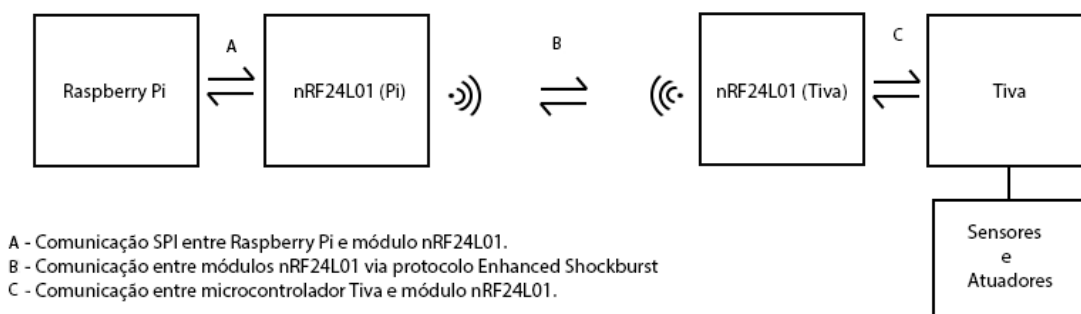 A
B
C
Raspberry Pi
nRF24L01 (Pi)
nRF24L01 (Tiva)
Tiva
Sensores
e
Atuadores
A - Comunicação SPI entre Raspberry Pi e módulo nRF24L01.
B - Comunicação entre módulos nRF24L01 via protocolo Enhanced Shockburst
C - Comunicação entre microcontrolador Tiva e módulo nRF24L01.